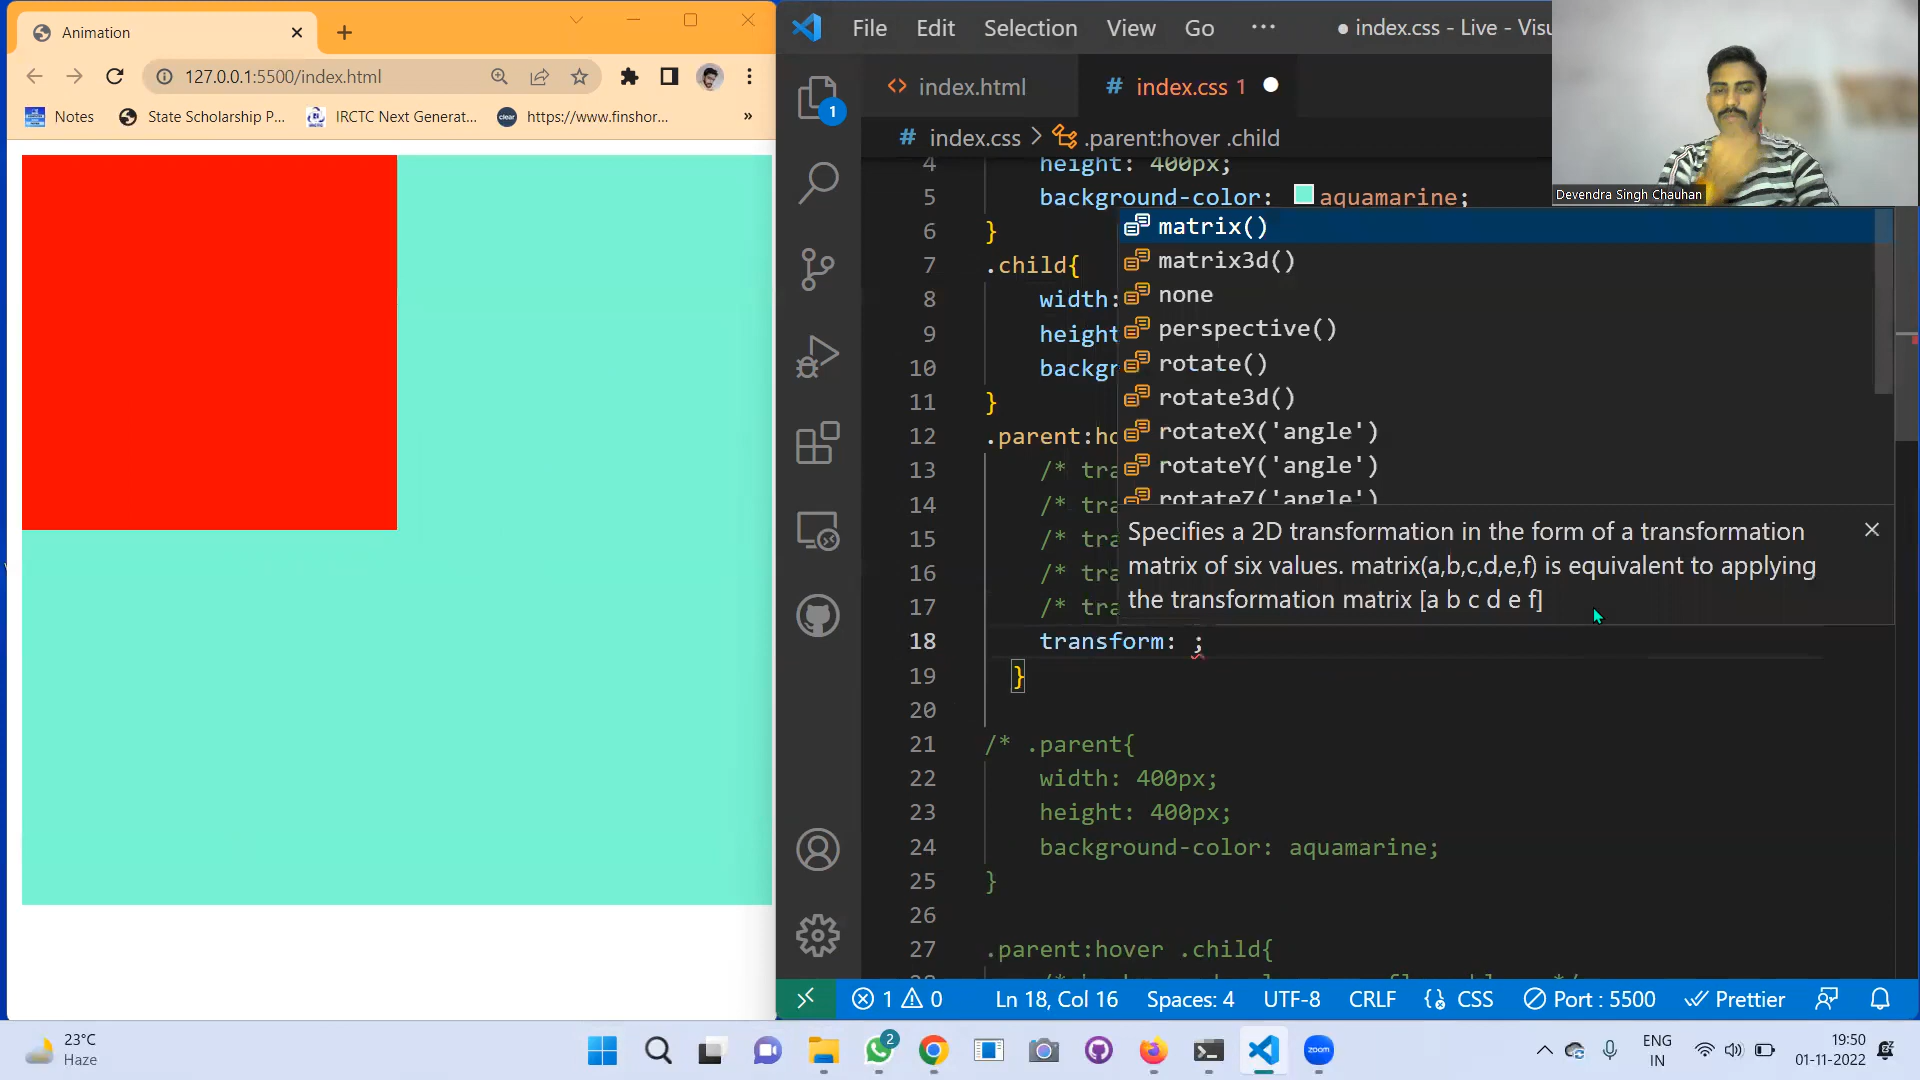 Animation
127.0.0.1:5500/index.html
Notes
State Scholarship P...
IRCTC Next Generat...
https://www.finshor...
»
File Edit Selection View Go ···
● index.css - Live - Visu
1
<> index.html
# index.css 1
# index.css > .parent:hover .child
Devendra Singh Chauhan
4 height: 400px;
5 background-color: aquamarine;
6 }
7 .child{
8 width:
9 height
10 backgr
11 }
12 .parent:ho
13 /* tra
14 /* tra
15 /* tra
16 /* tra
17 /* tra
18 transform: ;
19 }
20
21 /* .parent{
22 width: 400px;
23 height: 400px;
24 background-color: aquamarine;
25 }
26
27 .parent:hover .child{
matrix()
matrix3d()
none
perspective()
rotate()
rotate3d()
rotateX('angle')
rotateY('angle')
rotateZ('angle')
Specifies a 2D transformation in the form of a transformation
matrix of six values. matrix(a,b,c,d,e,f) is equivalent to applying
the transformation matrix [a b c d e f]
1 0 Ln 18, Col 16 Spaces: 4 UTF-8 CRLF CSS Port : 5500 Prettier
23°C
Haze
2
zoom
ENG
IN
19:50
01-11-2022